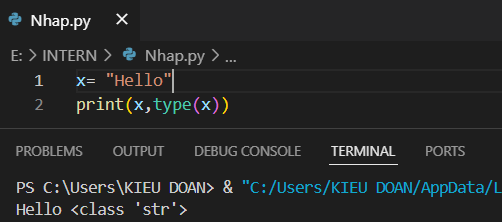 Nhap.py
E: > INTERN > Nhap.py > ...
1 x= "Hello"
2 print(x,type(x))
PROBLEMS OUTPUT DEBUG CONSOLE TERMINAL PORTS
PS C:\Users\KIEU DOAN> & "C:/Users/KIEU DOAN/AppData/L
Hello <class 'str'>